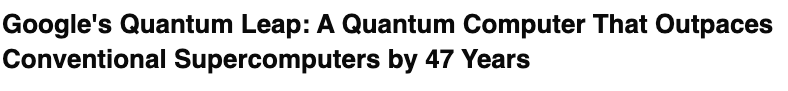 Google's Quantum Leap: A Quantum Computer That Outpaces
Conventional Supercomputers by 47 Years